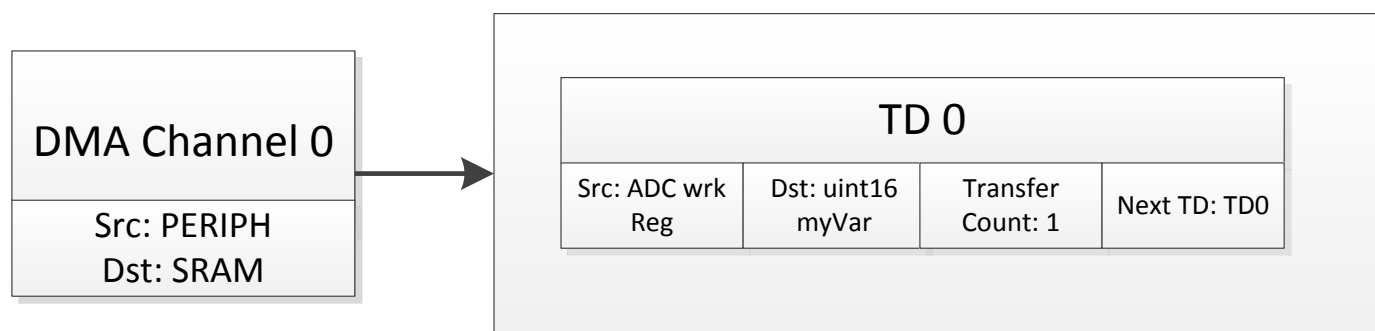 DMA Channel 0
Src: PERIPH
Dst: SRAM
TD 0
Src: ADC wrk
Reg
Dst: uint16
myVar
Transfer
Count: 1
Next TD: TD0